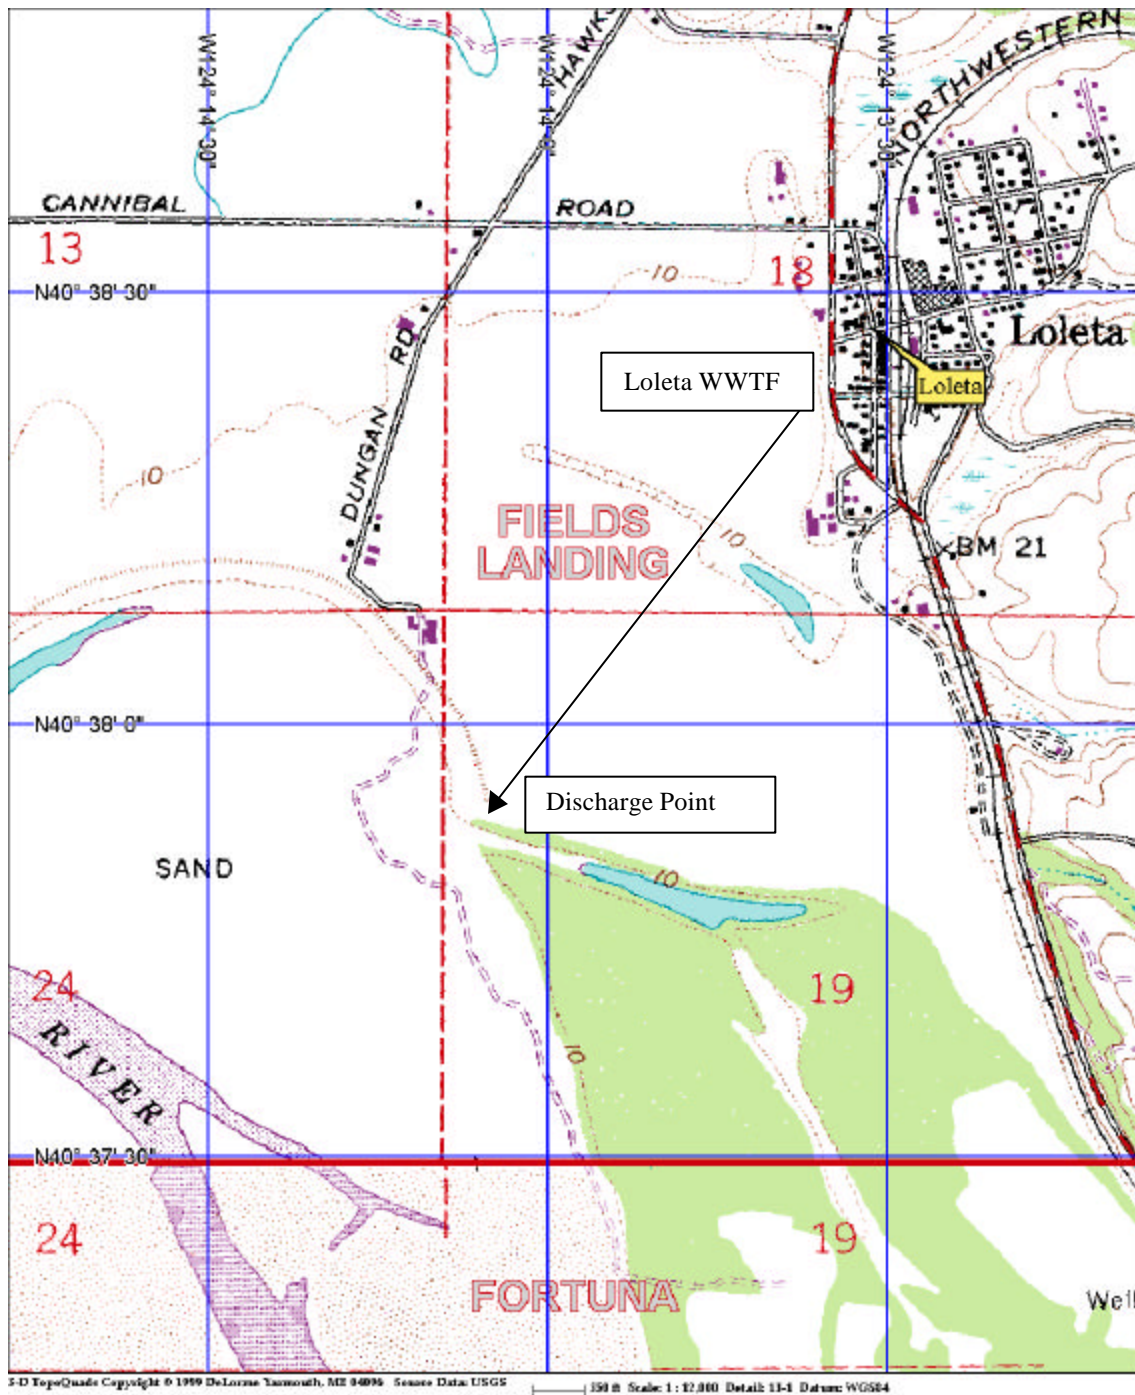 W124° 14' 30"
W124° 14' 0"
W124° 13' 30"
HAWKS
NORTHWESTERN
CANNIBAL ROAD
13
18
10
N40° 38' 30"
Loleta
DUNGAN RD
Loleta WWTF
Loleta
10
10
FIELDS
LANDING
BM 21
N40° 38' 0"
Discharge Point
SAND
10
24
19
RIVER
10
N40° 37' 30"
24
19
FORTUNA
Well
3-D TopoQuads Copyright © 1999 DeLorme Yarmouth, ME 04096 Source Data: USGS
350 ft Scale: 1 : 12,000 Detail: 13-1 Datum: WGS84